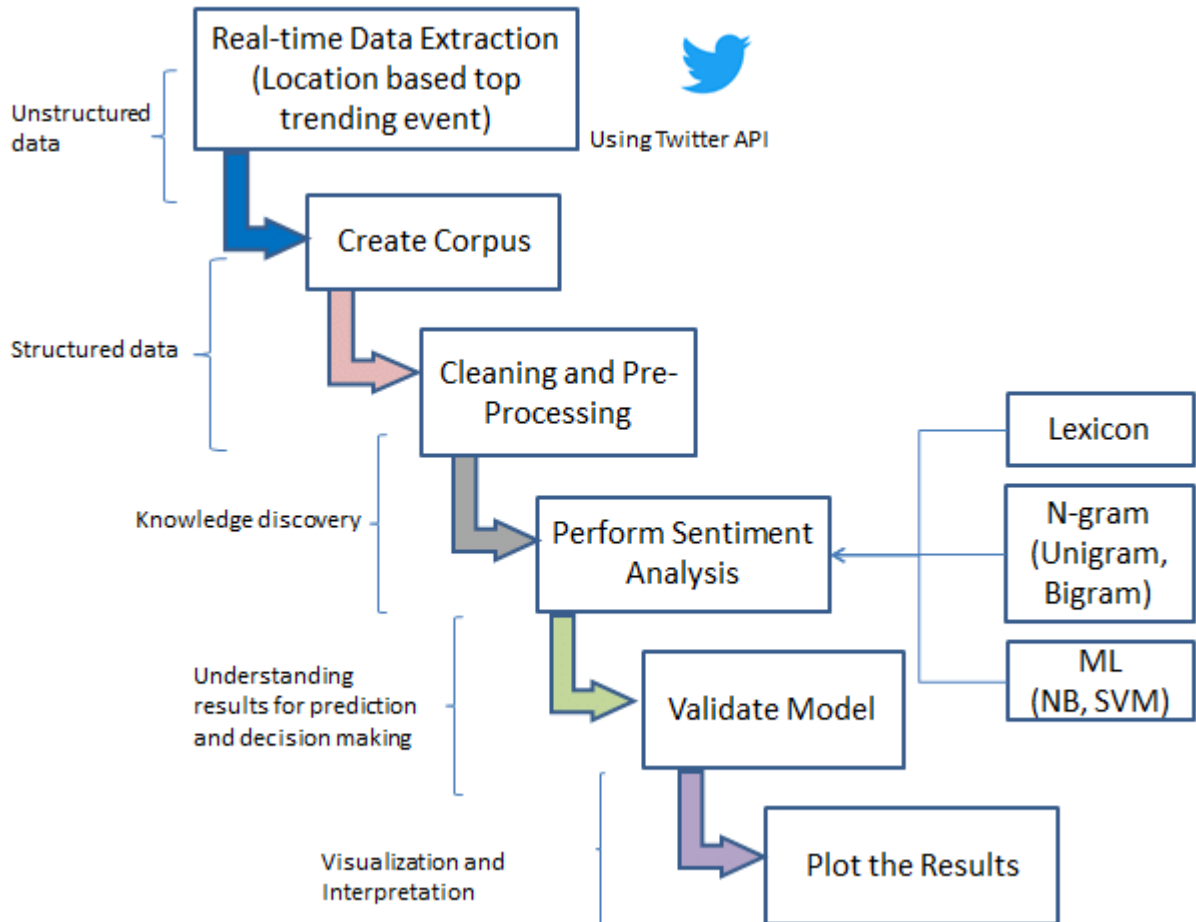 Real-time Data Extraction
(Location based top
trending event)
Unstructured
data
Using Twitter API
Create Corpus
Structured data
Cleaning and Pre-
Processing
Lexicon
Knowledge discovery
Perform Sentiment
Analysis
N-gram
(Unigram,
Bigram)
Understanding
results for prediction
and decision making
Validate Model
ML
(NB, SVM)
Visualization and
Interpretation
Plot the Results